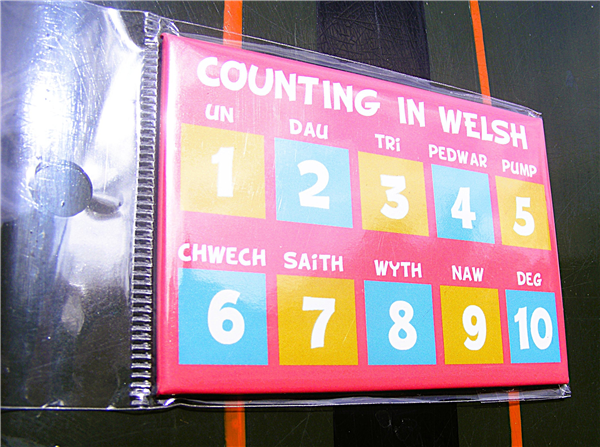 COUNTING IN WELSH
UN DAU TRi PEDWAR PUMP
1 2 3 4 5
CHWECH SAiTH WYTH NAW DEG
6 7 8 9 10